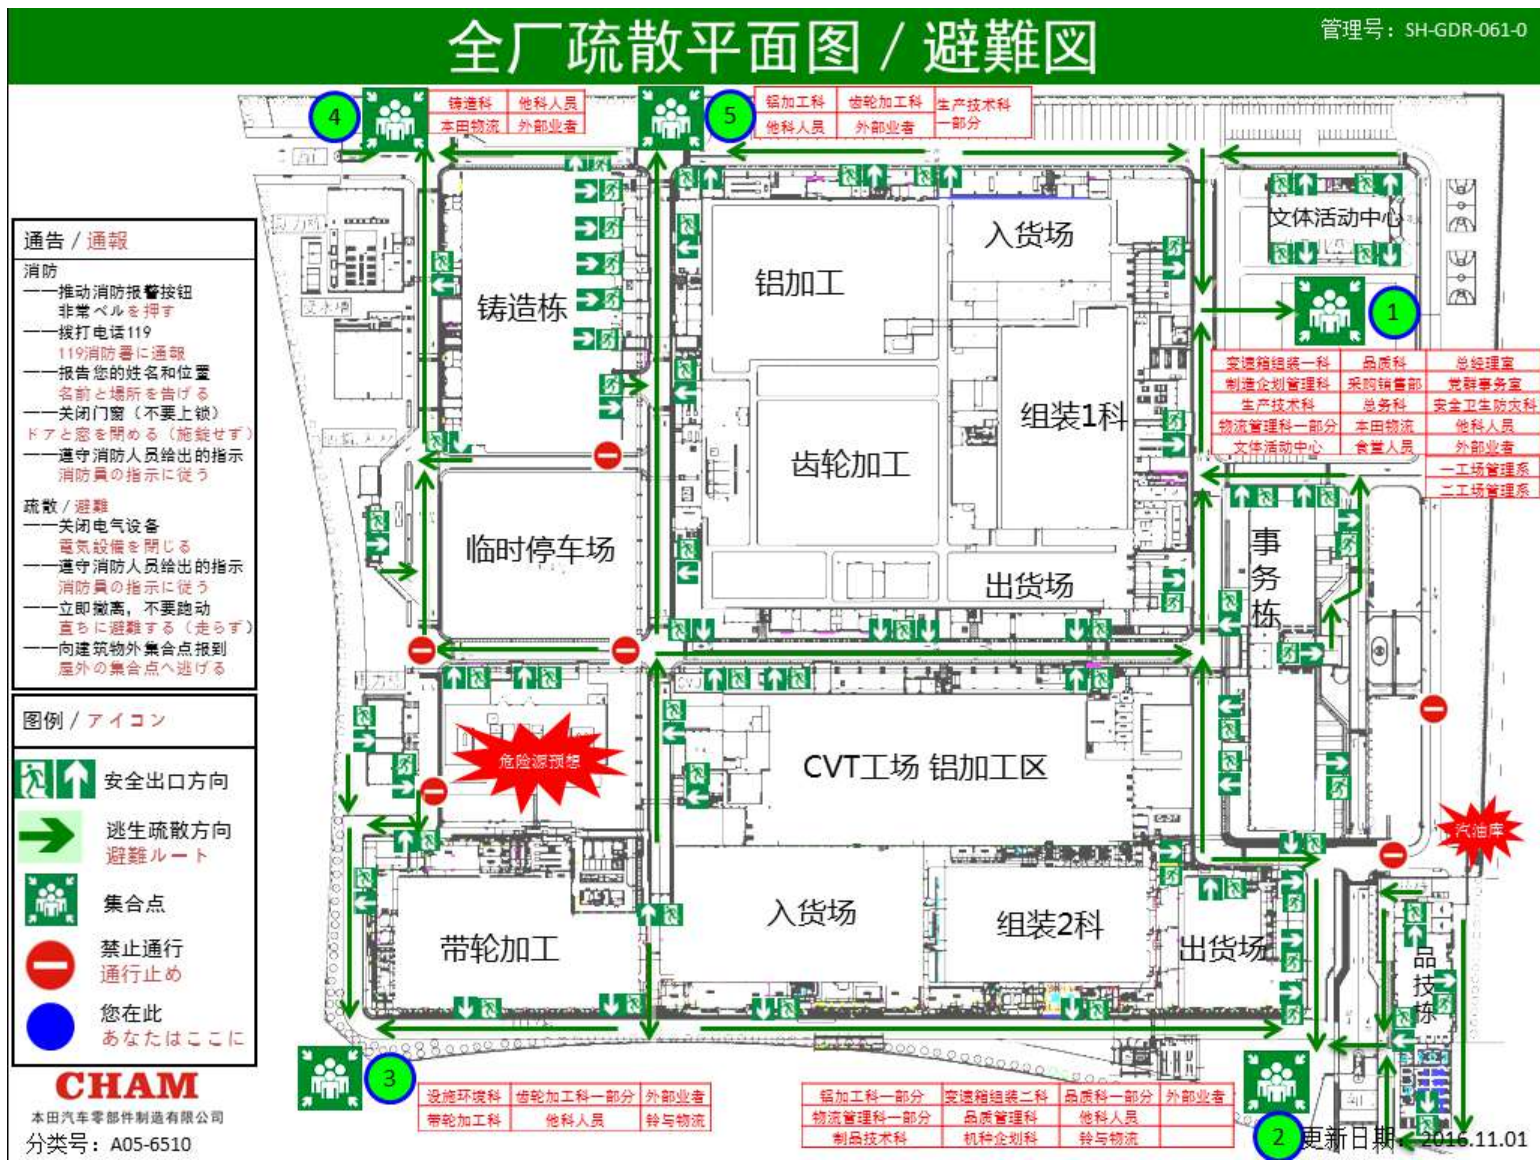 全厂疏散平面图 / 避難図
管理号：SH-GDR-061-0
4
铸造科 他科人员
本田物流 外部业者
5
铝加工科 齿轮加工科 生产技术科一部分
他科人员 外部业者
通告 / 通報
消防
一一推动消防报警按钮
非常ベルを押す
一一拨打电话119
119消防署に通報
一一报告您的姓名和位置
名前と場所を告げる
一一关闭门窗（不要上锁）
ドアと窓を閉める（施錠せず）
一一遵守消防人员给出的指示
消防員の指示に従う
疏散 / 避難
一一关闭电气设备
電気設備を閉じる
一一遵守消防人员给出的指示
消防員の指示に従う
一一立即撤离，不要跑动
直ちに避難する（走らず）
一一向建筑物外集合点报到
屋外の集合点へ逃げる
图例 / アイコン
安全出口方向
逃生疏散方向
避難ルート
集合点
禁止通行
通行止め
您在此
あなたはここに
CHAM
本田汽车零部件制造有限公司
分类号：A05-6510
铸造栋
临时停车场
铝加工
入货场
齿轮加工
组装1科
出货场
文体活动中心
1
变速箱组装一科 品质科 总经理室
制造企划管理科 采购销售部 党群事务室
生产技术科 总务科 安全卫生防灾科
物流管理科一部分 本田物流 他科人员
文体活动中心 食堂人员 外部业者
一工场管理系
二工场管理系
事务栋
危险源预想
CVT工场 铝加工区
汽油库
带轮加工
入货场
组装2科
出货场
品技栋
3
设施环境科 齿轮加工科一部分 外部业者
带轮加工科 他科人员 铃与物流
铝加工科一部分 变速箱组装二科 品质科一部分 外部业者
物流管理科一部分 品质管理科 他科人员
制品技术科 机种企划科 铃与物流
2
更新日期：2016.11.01